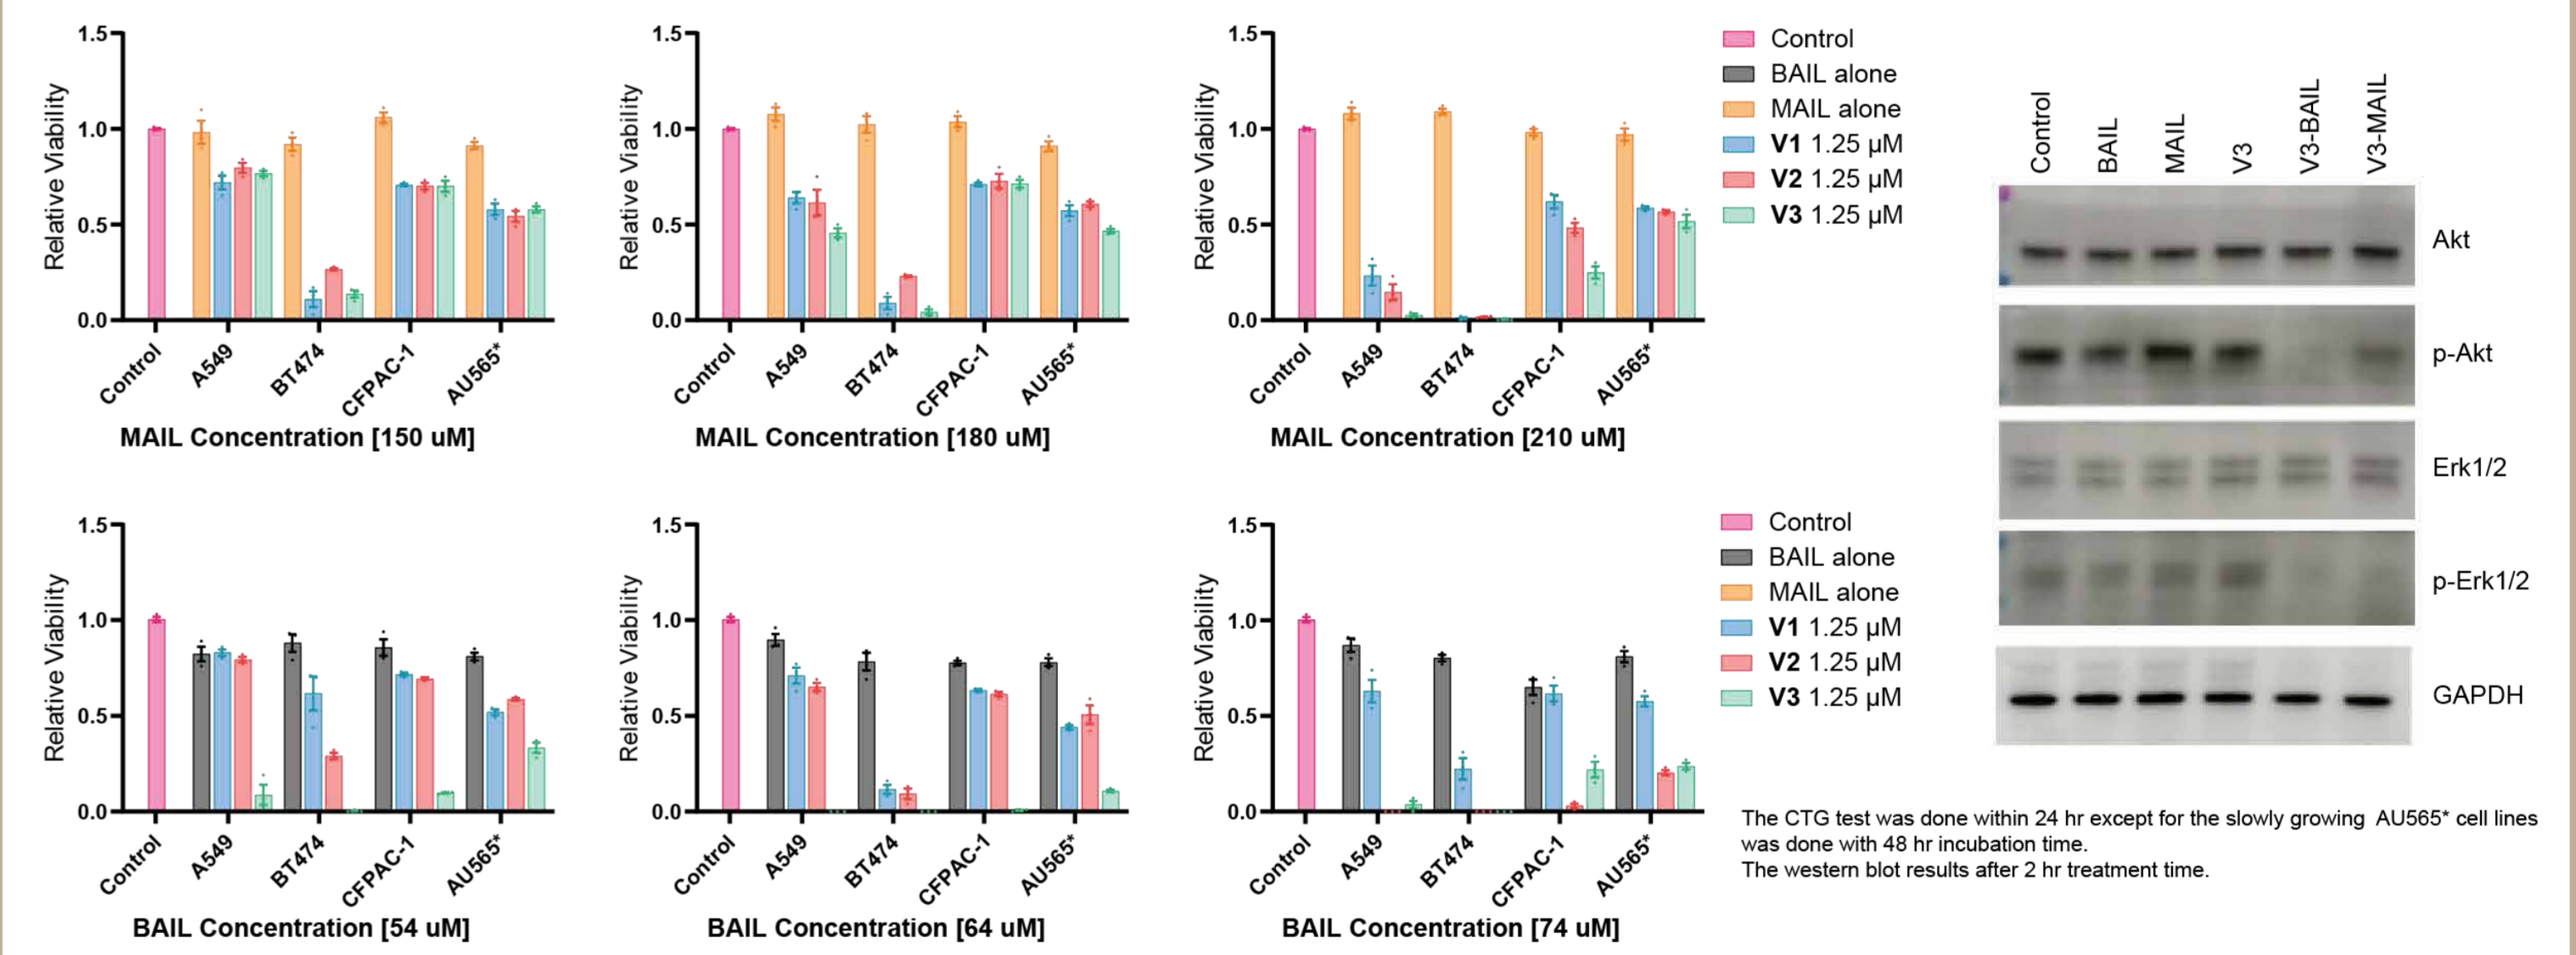 1.5
1.0
0.5
0.0
Relative Viability
Control
A549
BT474
CFPAC-1
AU565*
MAIL Concentration [150 uM]
1.5
1.0
0.5
0.0
Relative Viability
Control
A549
BT474
CFPAC-1
AU565*
MAIL Concentration [180 uM]
1.5
1.0
0.5
0.0
Relative Viability
Control
A549
BT474
CFPAC-1
AU565*
MAIL Concentration [210 uM]
Control
BAIL alone
MAIL alone
V1 1.25 µM
V2 1.25 µM
V3 1.25 µM
1.5
1.0
0.5
0.0
Relative Viability
Control
A549
BT474
CFPAC-1
AU565*
BAIL Concentration [54 uM]
1.5
1.0
0.5
0.0
Relative Viability
Control
A549
BT474
CFPAC-1
AU565*
BAIL Concentration [64 uM]
1.5
1.0
0.5
0.0
Relative Viability
Control
A549
BT474
CFPAC-1
AU565*
BAIL Concentration [74 uM]
Control
BAIL alone
MAIL alone
V1 1.25 µM
V2 1.25 µM
V3 1.25 µM
Control
BAIL
MAIL
V3
V3-BAIL
V3-MAIL
Akt
p-Akt
Erk1/2
p-Erk1/2
GAPDH
The CTG test was done within 24 hr except for the slowly growing AU565* cell lines
was done with 48 hr incubation time.
The western blot results after 2 hr treatment time.